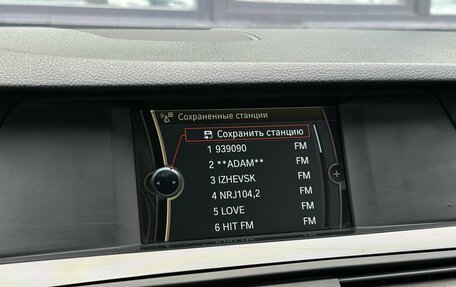 Сохраненные станции
Сохранить станцию
1 939090 FM
2 **ADAM** FM
3 IZHEVSK FM
4 NRJ104,2 FM
5 LOVE FM
6 HIT FM FM